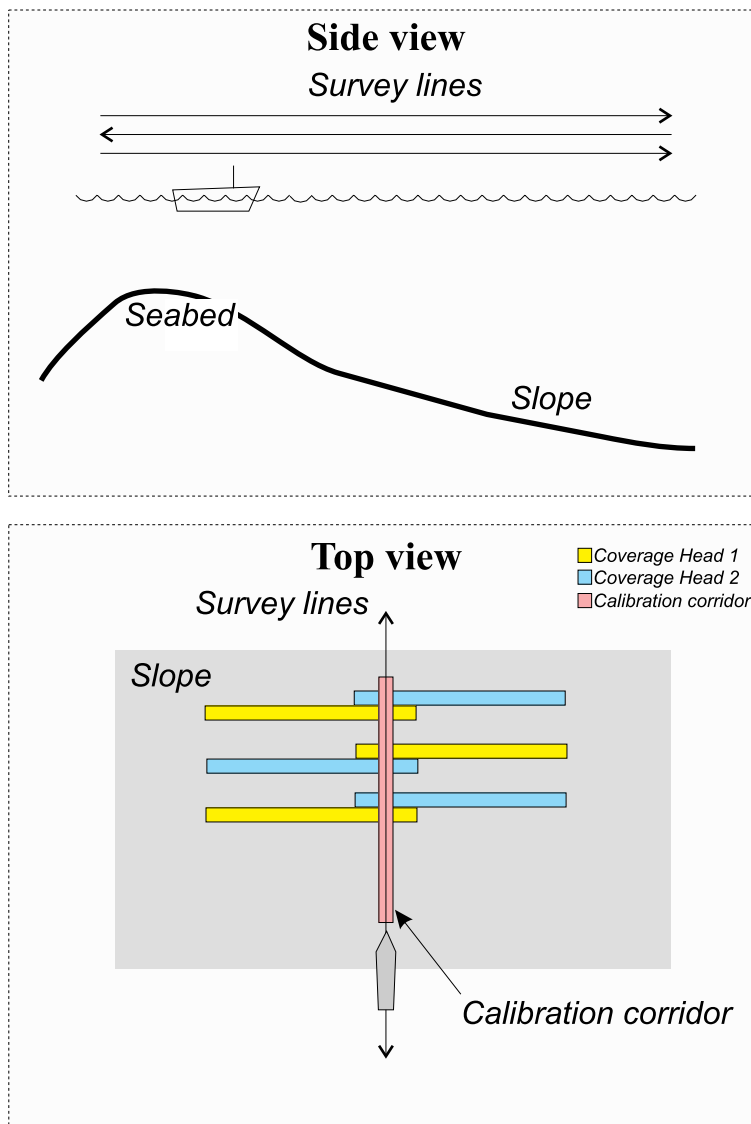 Side view
Survey lines
Seabed
Slope
Top view
Coverage Head 1
Coverage Head 2
Calibration corridor
Survey lines
Slope
Calibration corridor